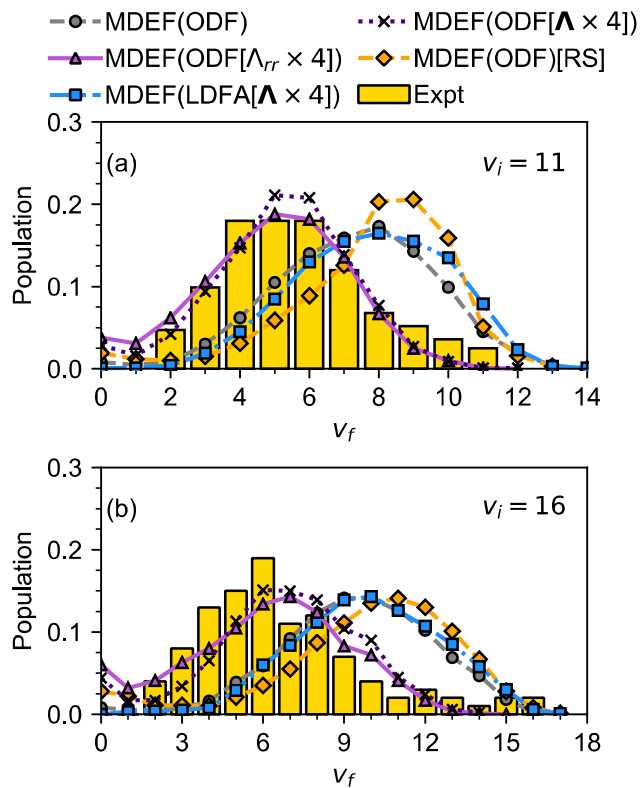 MDEF(ODF) MDEF(ODF[Λ × 4])
MDEF(ODF[Λrr × 4]) MDEF(ODF)[RS]
MDEF(LDFA[Λ × 4]) Expt
0.3
(a) vi = 11
0.2
Population
0.1
0.0
0 2 4 6 8 10 12 14
vf
0.3
(b) vi = 16
0.2
Population
0.1
0.0
0 3 6 9 12 15 18
vf